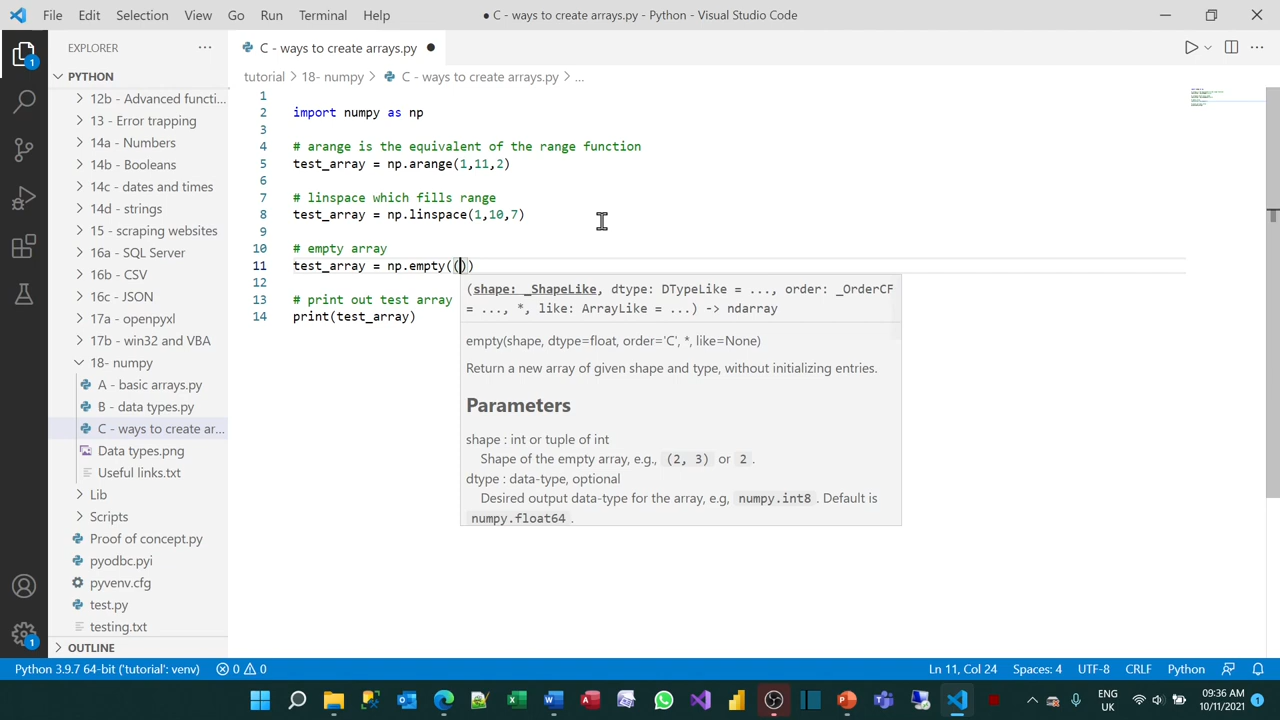 File Edit Selection View Go Run Terminal Help
● C - ways to create arrays.py - Python - Visual Studio Code
EXPLORER
PYTHON
12b - Advanced functi...
13 - Error trapping
14a - Numbers
14b - Booleans
14c - dates and times
14d - strings
15 - scraping websites
16a - SQL Server
16b - CSV
16c - JSON
17a - openpyxl
17b - win32 and VBA
18- numpy
A - basic arrays.py
B - data types.py
C - ways to create ar...
Data types.png
Useful links.txt
Lib
Scripts
Proof of concept.py
pyodbc.pyi
pyvenv.cfg
test.py
testing.txt
OUTLINE
1
1
C - ways to create arrays.py ●
tutorial > 18- numpy > C - ways to create arrays.py > ...
1
2 import numpy as np
3
4 # arange is the equivalent of the range function
5 test_array = np.arange(1,11,2)
6
7 # linspace which fills range
8 test_array = np.linspace(1,10,7)
9
10 # empty array
11 test_array = np.empty(())
12
13 # print out test array
14 print(test_array)
(shape: _ShapeLike, dtype: DTypeLike = ..., order: _OrderCF
= ..., *, like: ArrayLike = ...) -> ndarray
empty(shape, dtype=float, order='C', *, like=None)
Return a new array of given shape and type, without initializing entries.
Parameters
shape : int or tuple of int
Shape of the empty array, e.g., (2, 3) or 2.
dtype : data-type, optional
Desired output data-type for the array, e.g, numpy.int8. Default is
numpy.float64.
Python 3.9.7 64-bit ('tutorial': venv) 0 0
Ln 11, Col 24 Spaces: 4 UTF-8 CRLF Python
ENG
UK
09:36 AM
10/11/2021
1